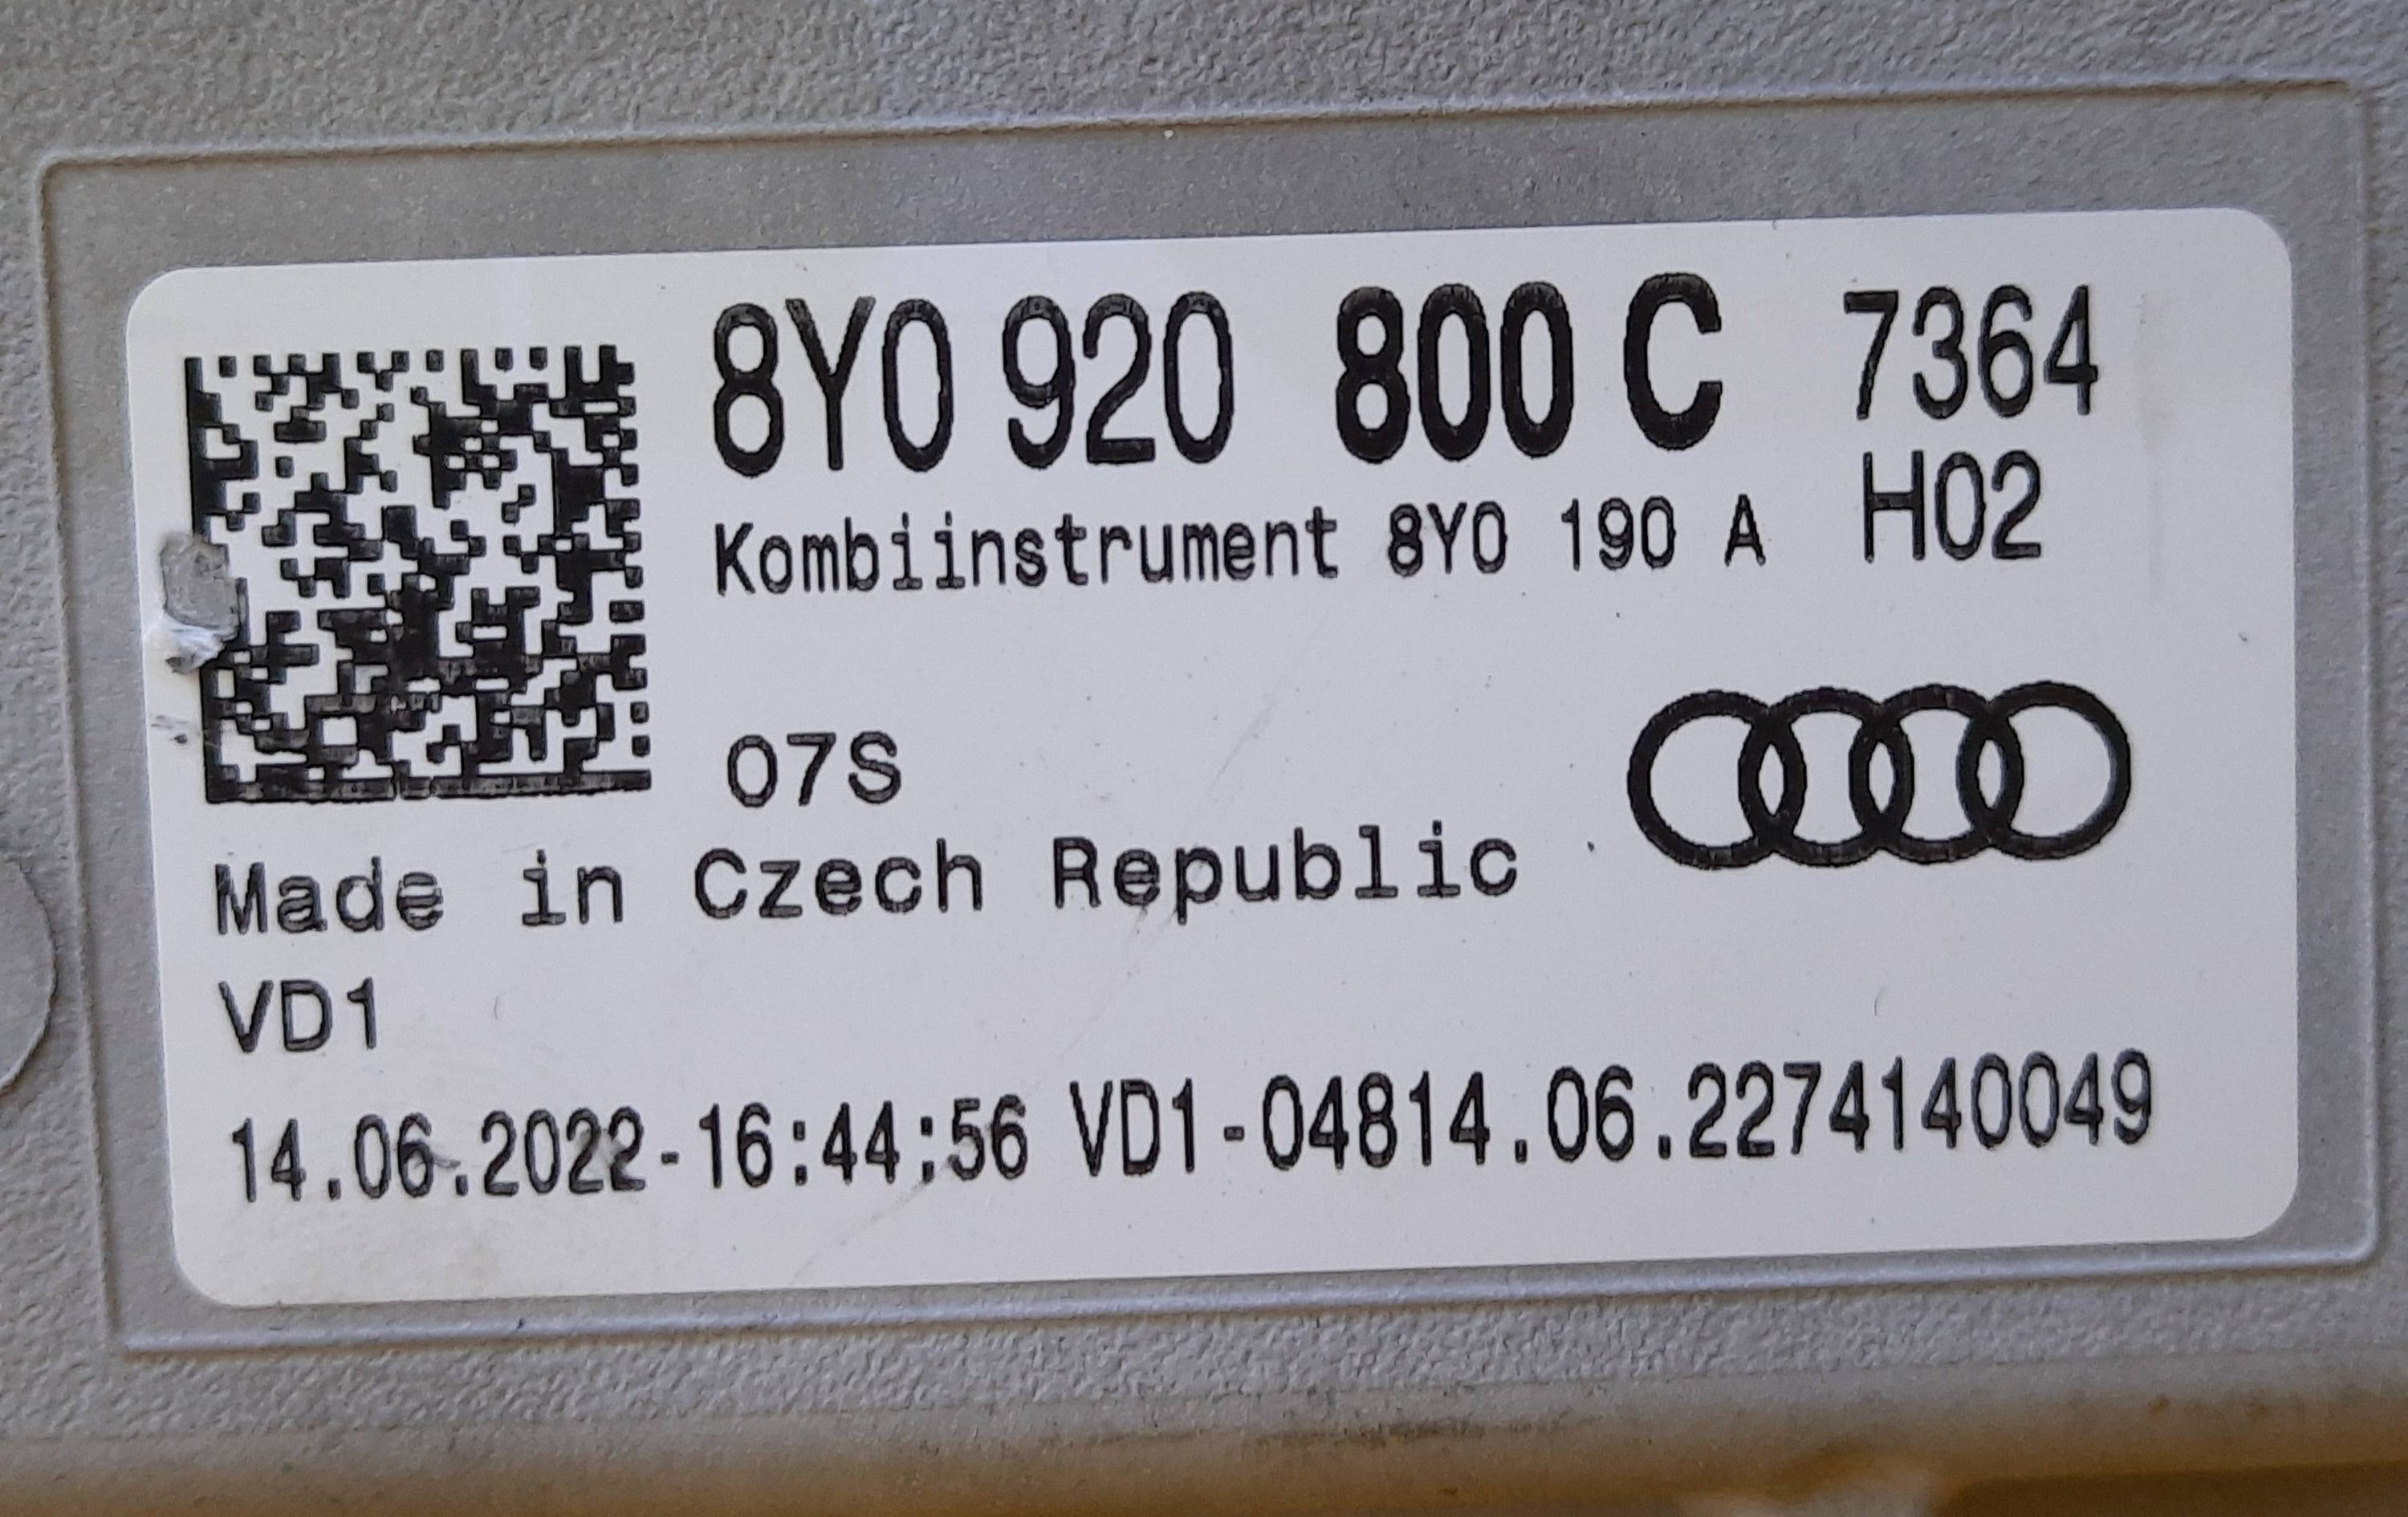 8Y0 920 800 C 7364
Kombiinstrument 8Y0 190 A H02
07S
Made in Czech Republic
VD1
14.06.2022-16:44:56 VD1-04814.06.2274140049